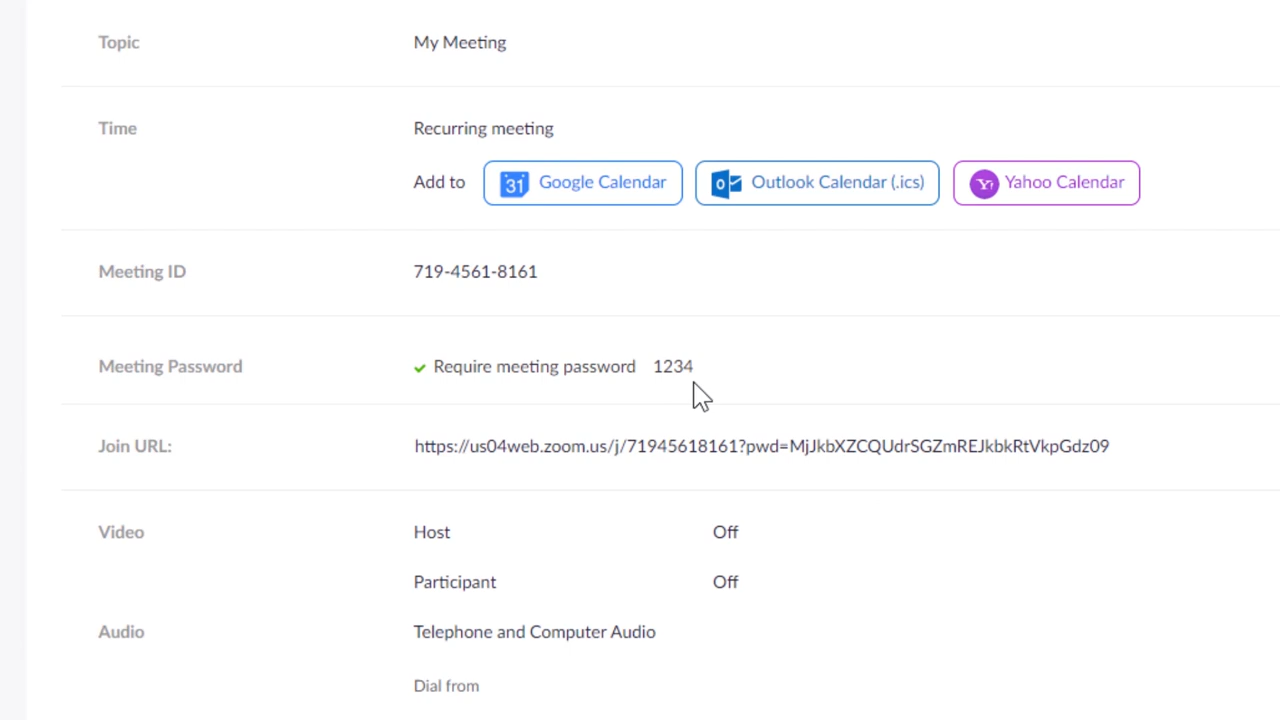 Topic My Meeting
Time Recurring meeting
Add to 31 Google Calendar Outlook Calendar (.ics) Y! Yahoo Calendar
Meeting ID 719-4561-8161
Meeting Password Require meeting password 1234
Join URL: https://us04web.zoom.us/j/71945618161?pwd=MjJkbXZCQUdrSGZmREJkbkRtVkpGdz09
Video Host Off
Participant Off
Audio Telephone and Computer Audio
Dial from